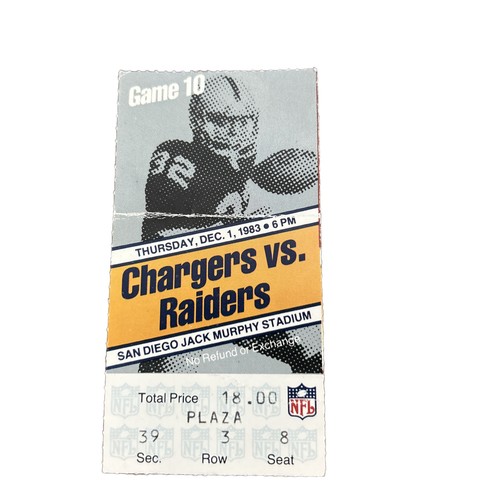 Game 10
32
THURSDAY, DEC. 1, 1983 • 6 PM
Chargers vs.
Raiders
SAN DIEGO JACK MURPHY STADIUM
No Refund or Exchange
Total Price 18.00 NFL
PLAZA
39 3 8
Sec. Row Seat